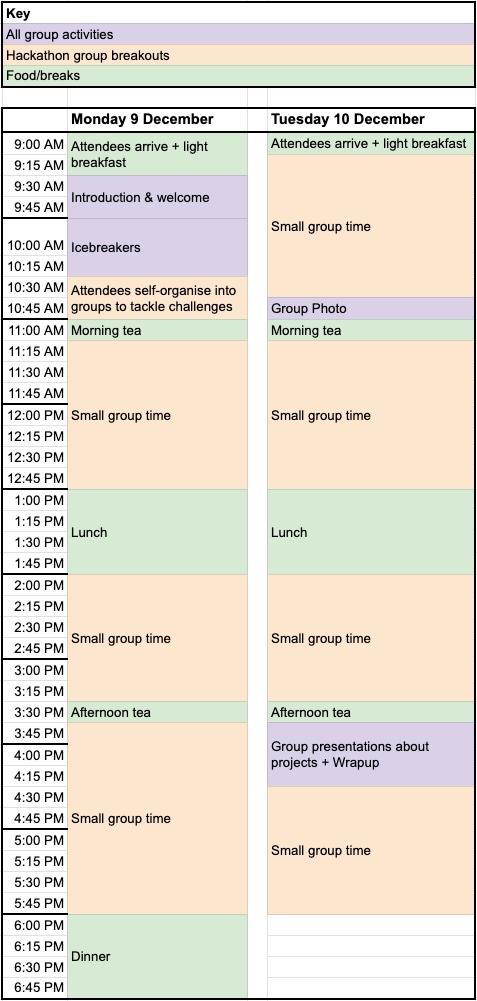 Key
All group activities
Hackathon group breakouts
Food/breaks
Monday 9 December Tuesday 10 December
9:00 AM Attendees arrive + light breakfast Attendees arrive + light breakfast
9:15 AM
9:30 AM Introduction & welcome Small group time
9:45 AM
10:00 AM Icebreakers
10:15 AM
10:30 AM Attendees self-organise into groups to tackle challenges
10:45 AM Group Photo
11:00 AM Morning tea Morning tea
11:15 AM Small group time Small group time
11:30 AM
11:45 AM
12:00 PM
12:15 PM
12:30 PM
12:45 PM
1:00 PM Lunch Lunch
1:15 PM
1:30 PM
1:45 PM
2:00 PM Small group time Small group time
2:15 PM
2:30 PM
2:45 PM
3:00 PM
3:15 PM
3:30 PM Afternoon tea Afternoon tea
3:45 PM Small group time Group presentations about projects + Wrapup
4:00 PM
4:15 PM
4:30 PM Small group time
4:45 PM
5:00 PM
5:15 PM
5:30 PM
5:45 PM
6:00 PM Dinner
6:15 PM
6:30 PM
6:45 PM